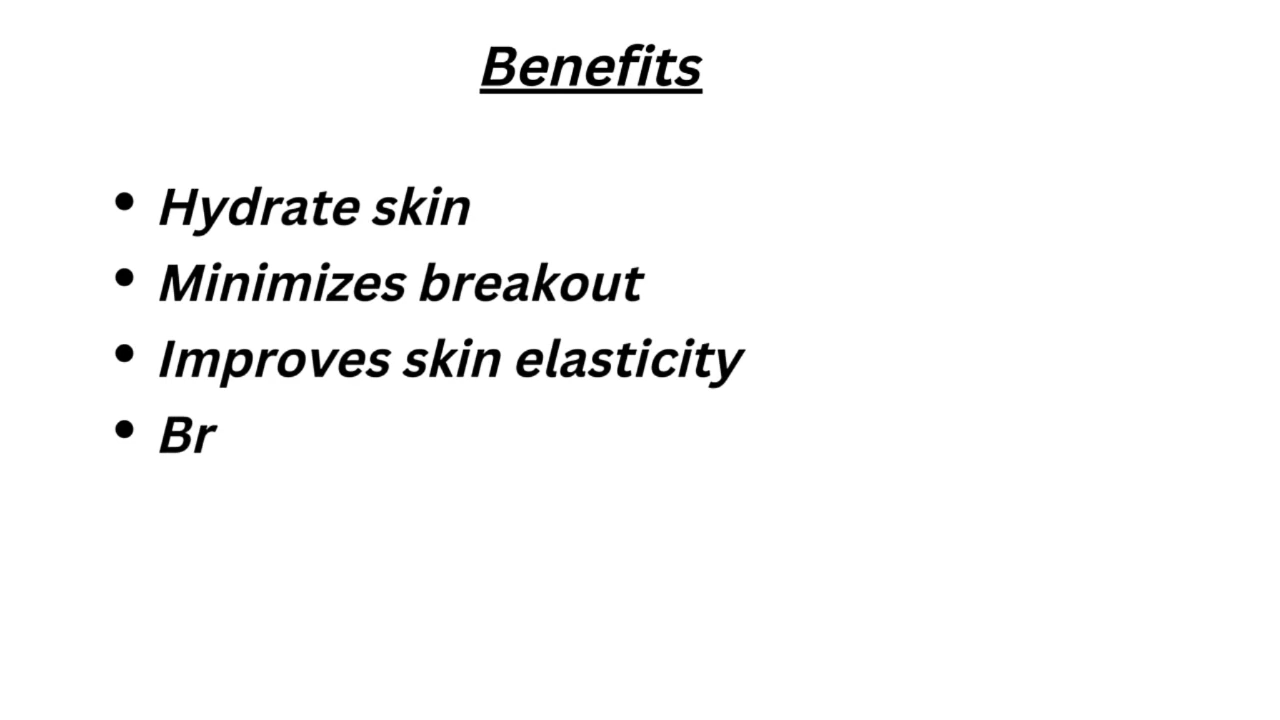 Benefits
• Hydrate skin
• Minimizes breakout
• Improves skin elasticity
• Br